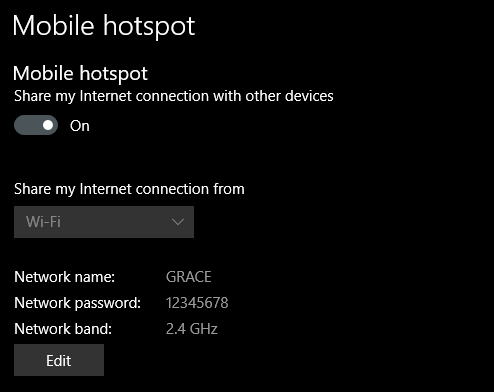 Mobile hotspot
Mobile hotspot
Share my Internet connection with other devices
On
Share my Internet connection from
Wi-Fi
Network name: GRACE
Network password: 12345678
Network band: 2.4 GHz
Edit